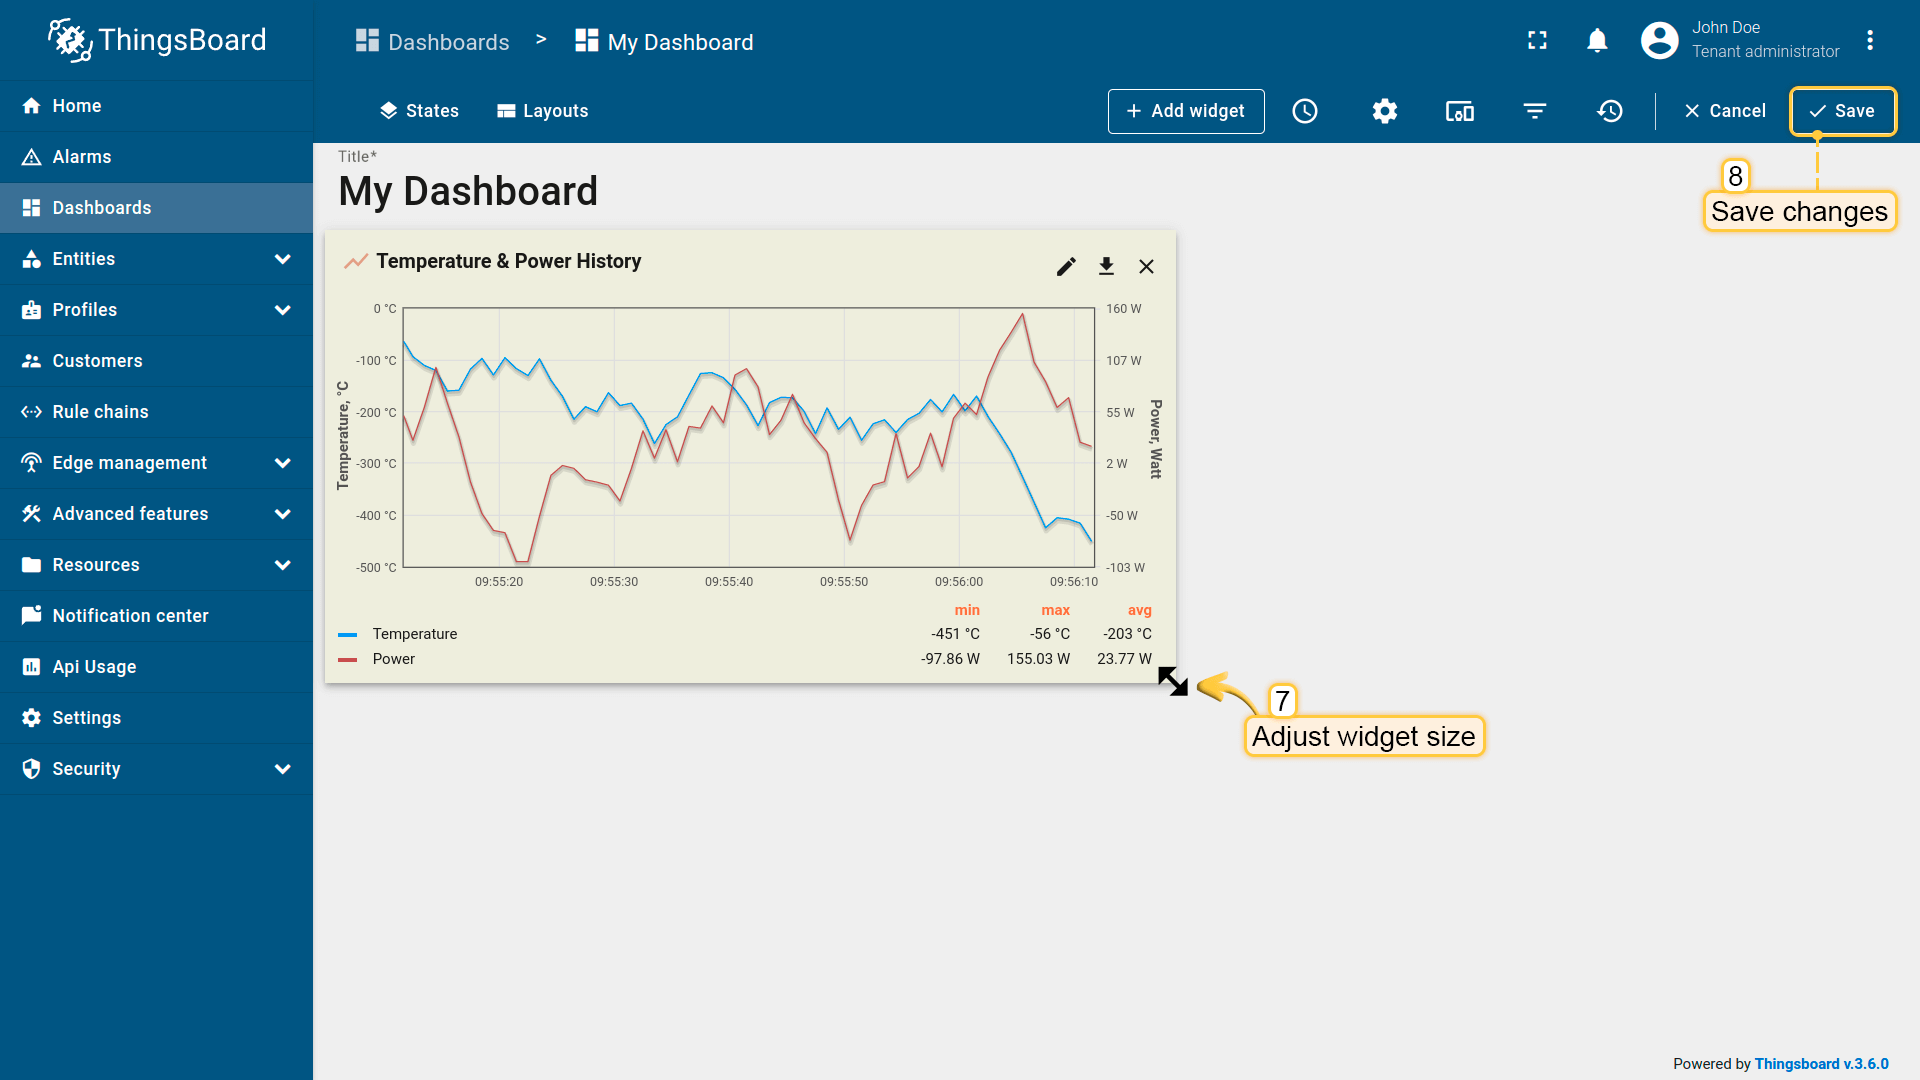 ThingsBoard
Dashboards > My Dashboard
John Doe
Tenant administrator
Home
Alarms
Dashboards
Entities
Profiles
Customers
Rule chains
Edge management
Advanced features
Resources
Notification center
Api Usage
Settings
Security
States Layouts
+ Add widget
Cancel
Save
8
Save changes
Title*
My Dashboard
Temperature & Power History
Temperature, °C
0 °C
-100 °C
-200 °C
-300 °C
-400 °C
-500 °C
160 W
107 W
55 W
2 W
-50 W
-103 W
Power, Watt
09:55:20 09:55:30 09:55:40 09:55:50 09:56:00 09:56:10
min max avg
Temperature -451 °C -56 °C -203 °C
Power -97.86 W 155.03 W 23.77 W
7
Adjust widget size
Powered by Thingsboard v.3.6.0